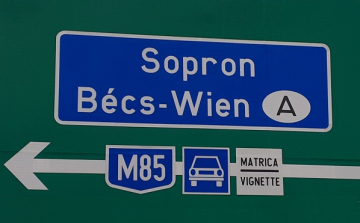 Sopron
Bécs-Wien A
M85 MATRICA
VIGNETTE